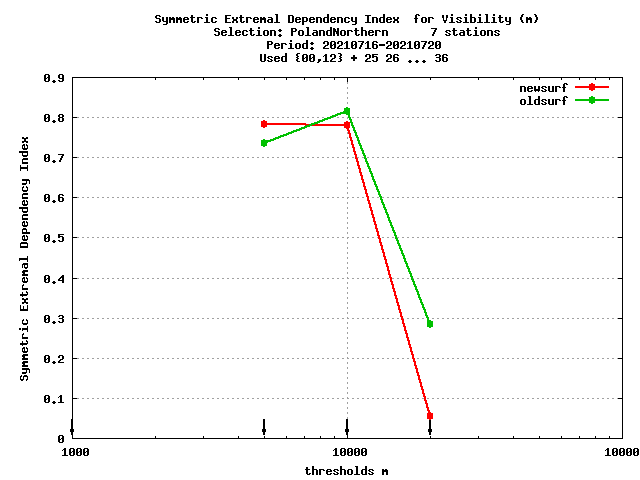 Symmetric Extremal Dependency Index  for Visibility (m)
Selection: PolandNorthern      7 stations
Period: 20210716-20210720
Used {00,12} + 25 26 ... 36
newsurf
oldsurf
0.9
0.8
0.7
0.6
0.5
0.4
0.3
0.2
0.1
0
Symmetric Extremal Dependency Index
1000 10000 10000
thresholds m